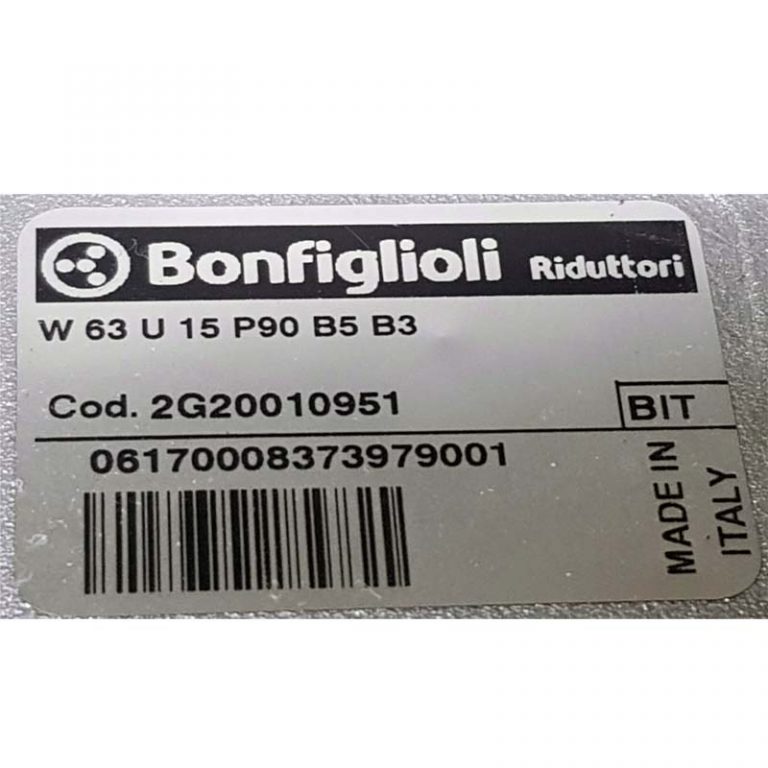 Bonfiglioli Riduttori
W 63 U 15 P90 B5 B3
Cod. 2G20010951
BIT
06170008373979001
MADE IN
ITALY